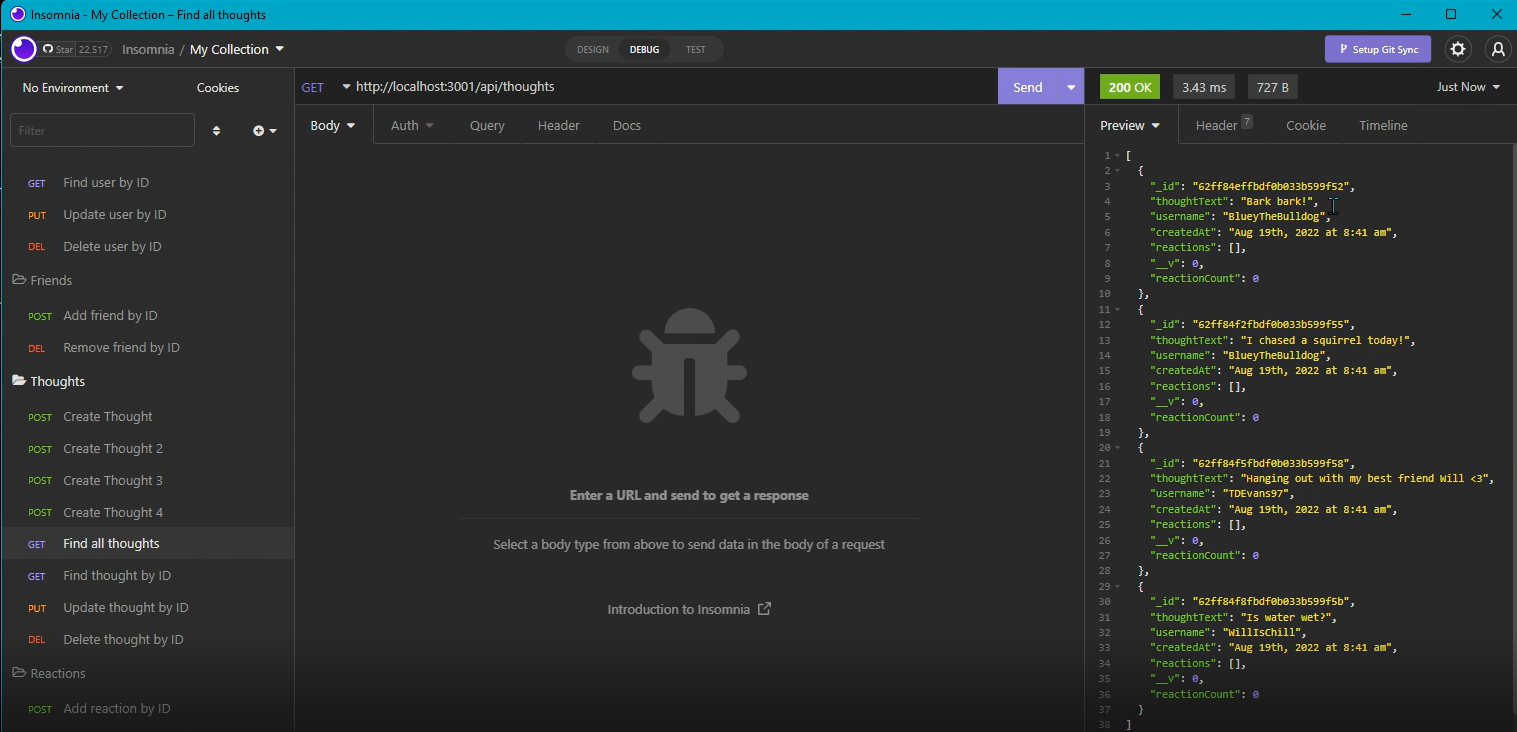 Insomnia - My Collection – Find all thoughts
Star 22,517 Insomnia / My Collection DESIGN DEBUG TEST Setup Git Sync
No Environment Cookies
Filter
GET Find user by ID
PUT Update user by ID
DEL Delete user by ID
Friends
POST Add friend by ID
DEL Remove friend by ID
Thoughts
POST Create Thought
POST Create Thought 2
POST Create Thought 3
POST Create Thought 4
GET Find all thoughts
GET Find thought by ID
PUT Update thought by ID
DEL Delete thought by ID
Reactions
POST Add reaction by ID
GET http://localhost:3001/api/thoughts Send
Body Auth Query Header Docs
Enter a URL and send to get a response
Select a body type from above to send data in the body of a request
Introduction to Insomnia
200 OK 3.43 ms 727 B Just Now
Preview Header 7 Cookie Timeline
1 [
2 {
3 "_id": "62ff84effbdf0b033b599f52",
4 "thoughtText": "Bark bark!",
5 "username": "BlueyTheBulldog",
6 "createdAt": "Aug 19th, 2022 at 8:41 am",
7 "reactions": [],
8 "__v": 0,
9 "reactionCount": 0
10 },
11 {
12 "_id": "62ff84f2fbdf0b033b599f55",
13 "thoughtText": "I chased a squirrel today!",
14 "username": "BlueyTheBulldog",
15 "createdAt": "Aug 19th, 2022 at 8:41 am",
16 "reactions": [],
17 "__v": 0,
18 "reactionCount": 0
19 },
20 {
21 "_id": "62ff84f5fbdf0b033b599f58",
22 "thoughtText": "Hanging out with my best friend Will <3",
23 "username": "TDEvans97",
24 "createdAt": "Aug 19th, 2022 at 8:41 am",
25 "reactions": [],
26 "__v": 0,
27 "reactionCount": 0
28 },
29 {
30 "_id": "62ff84f8fbdf0b033b599f5b",
31 "thoughtText": "Is water wet?",
32 "username": "WillIsChill",
33 "createdAt": "Aug 19th, 2022 at 8:41 am",
34 "reactions": [],
35 "__v": 0,
36 "reactionCount": 0
37 }
38 ]